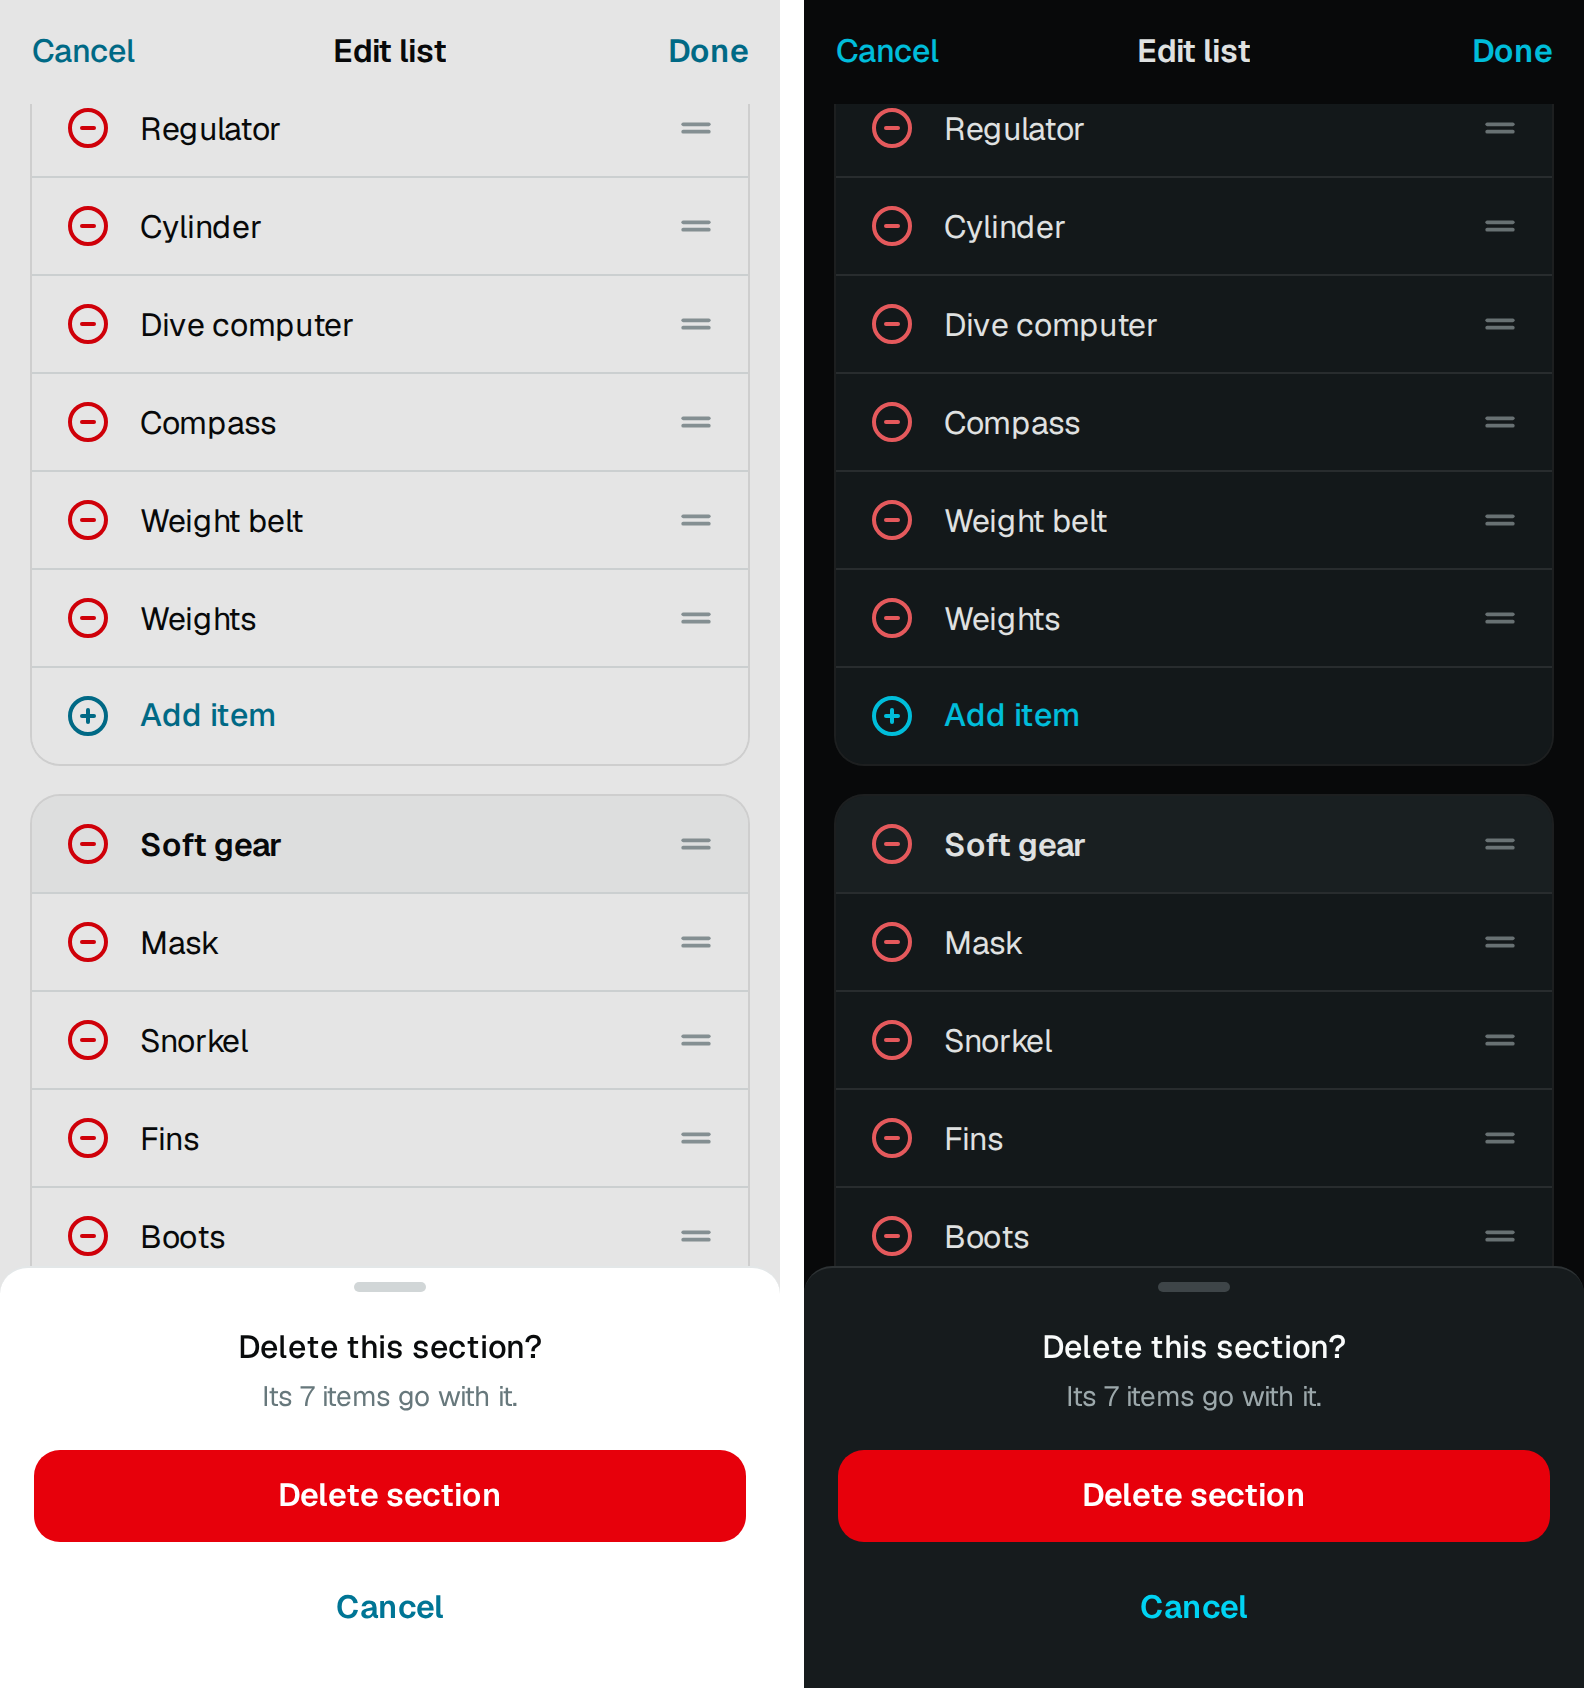 Cancel Edit list Done
Regulator
Cylinder
Dive computer
Compass
Weight belt
Weights
Add item
Soft gear
Mask
Snorkel
Fins
Boots
Delete this section?
Its 7 items go with it.
Delete section
Cancel
Cancel Edit list Done
Regulator
Cylinder
Dive computer
Compass
Weight belt
Weights
Add item
Soft gear
Mask
Snorkel
Fins
Boots
Delete this section?
Its 7 items go with it.
Delete section
Cancel